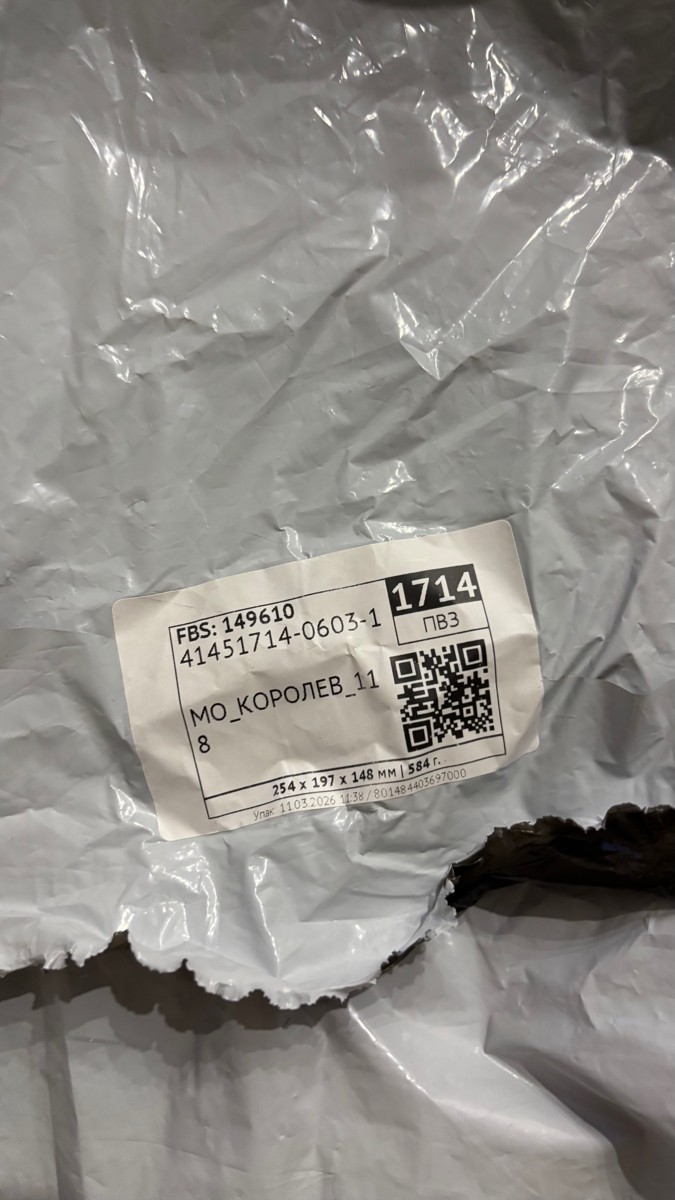 FBS: 149610
41451714-0603-1
1714
ПВЗ
МО_КОРОЛЕВ_11
8
254 x 197 x 148 мм | 584 г.
Упак: 11.03.2026 11:38 / 801484403697000